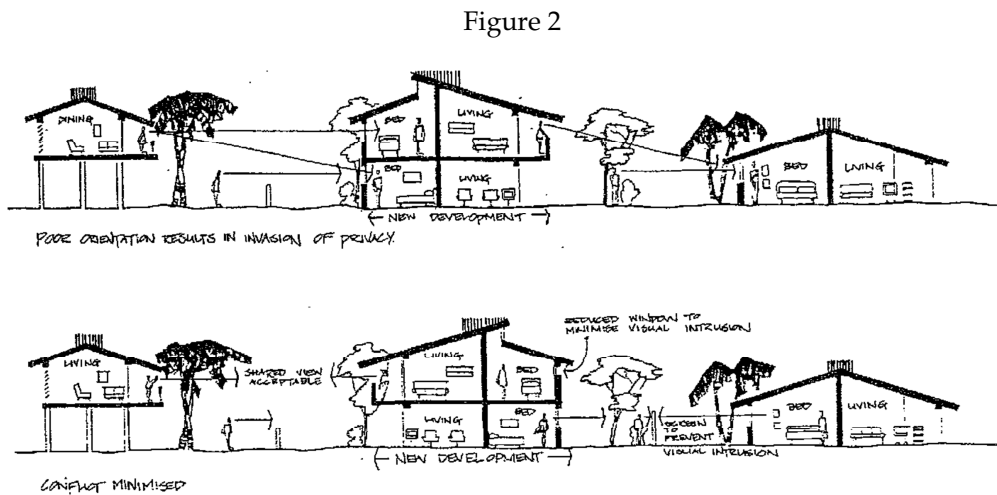 Figure 2
DINING
BED
LIVING
BED
LIVING
BED
LIVING
NEW DEVELOPMENT
POOR ORIENTATION RESULTS IN INVASION OF PRIVACY.
REDUCED WINDOW TO
MINIMISE VISUAL INTRUSION
LIVING
SHARED VIEW
ACCEPTABLE
LIVING
BED
LIVING
BED
SCREEN
TO
PREVENT
VISUAL INTRUSION
BED
LIVING
NEW DEVELOPMENT
CONFLICT MINIMISED